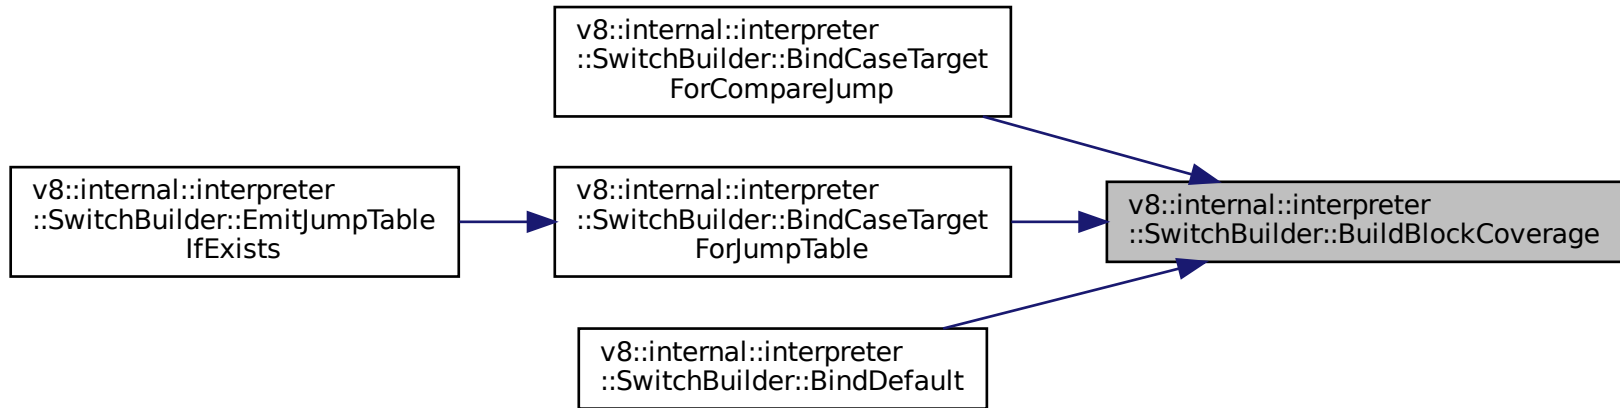 v8::internal::interpreter
::SwitchBuilder::BindCaseTarget
ForCompareJump
v8::internal::interpreter
::SwitchBuilder::EmitJumpTable
IfExists
v8::internal::interpreter
::SwitchBuilder::BindCaseTarget
ForJumpTable
v8::internal::interpreter
::SwitchBuilder::BuildBlockCoverage
v8::internal::interpreter
::SwitchBuilder::BindDefault